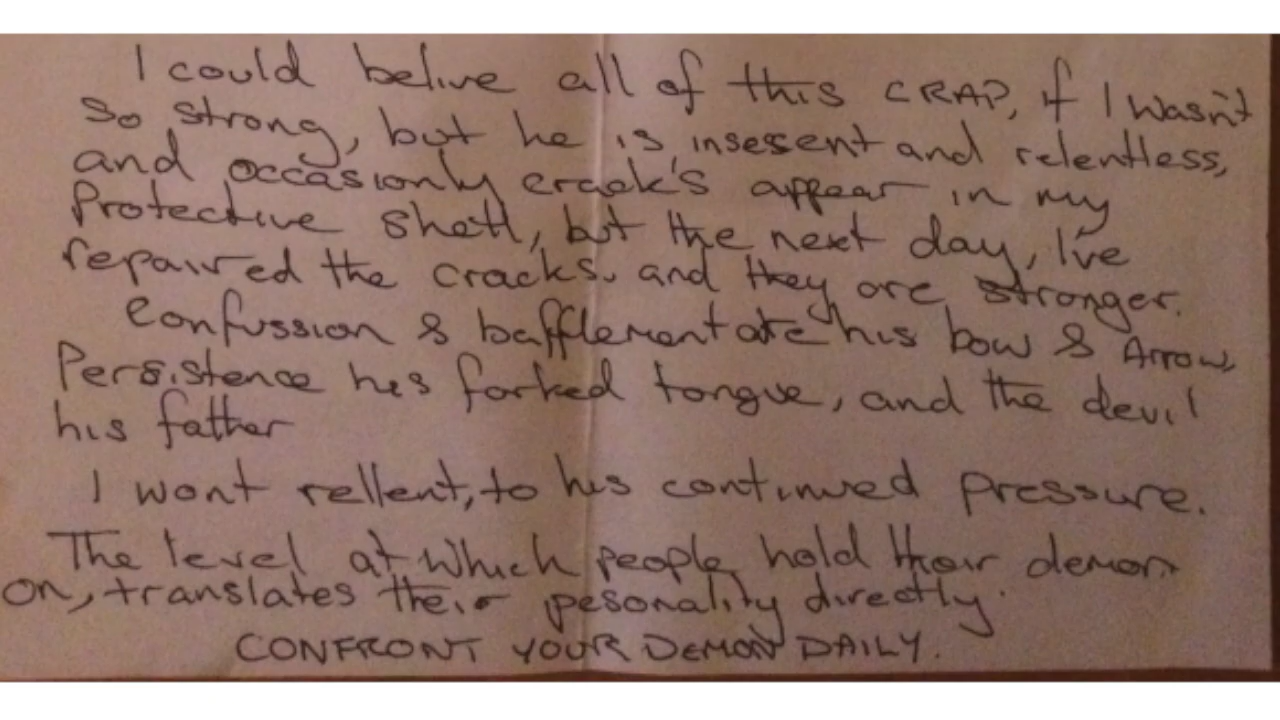 I could belive all of this CRAP, if I wasn't
so strong, but he is insesent and relentless,
and occasionly crack's appear in my
Protective shell, but the next day, I've
repaired the cracks. and they are stronger.
Confussion & bafflement are his bow & Arrow,
Persistence his forked tongue, and the devil
his father
I wont rellent, to his continued pressure.
The level at which people hold their demon
on, translates their pesonality directly.
CONFRONT YOUR DEMON DAILY.